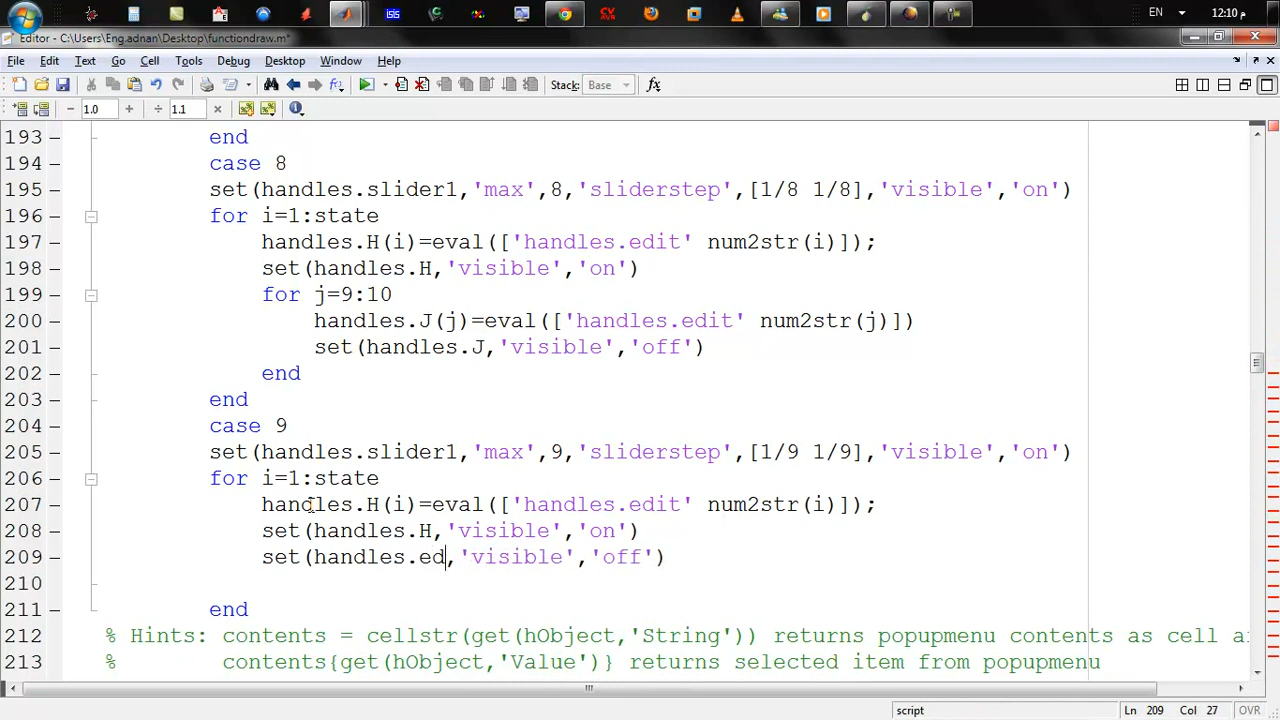 EN م 12:10
Editor - C:\Users\Eng.adnan\Desktop\functiondraw.m*
File Edit Text Go Cell Tools Debug Desktop Window Help
Stack: Base fx
− 1.0 + ÷ 1.1 ×
193 – end
194 – case 8
195 – set(handles.slider1,'max',8,'sliderstep',[1/8 1/8],'visible','on')
196 – for i=1:state
197 – handles.H(i)=eval(['handles.edit' num2str(i)]);
198 – set(handles.H,'visible','on')
199 – for j=9:10
200 – handles.J(j)=eval(['handles.edit' num2str(j)])
201 – set(handles.J,'visible','off')
202 – end
203 – end
204 – case 9
205 – set(handles.slider1,'max',9,'sliderstep',[1/9 1/9],'visible','on')
206 – for i=1:state
207 – handles.H(i)=eval(['handles.edit' num2str(i)]);
208 – set(handles.H,'visible','on')
209 – set(handles.ed,'visible','off')
210 –
211 – end
212 % Hints: contents = cellstr(get(hObject,'String')) returns popupmenu contents as cell a
213 % contents{get(hObject,'Value')} returns selected item from popupmenu
script Ln 209 Col 27 OVR